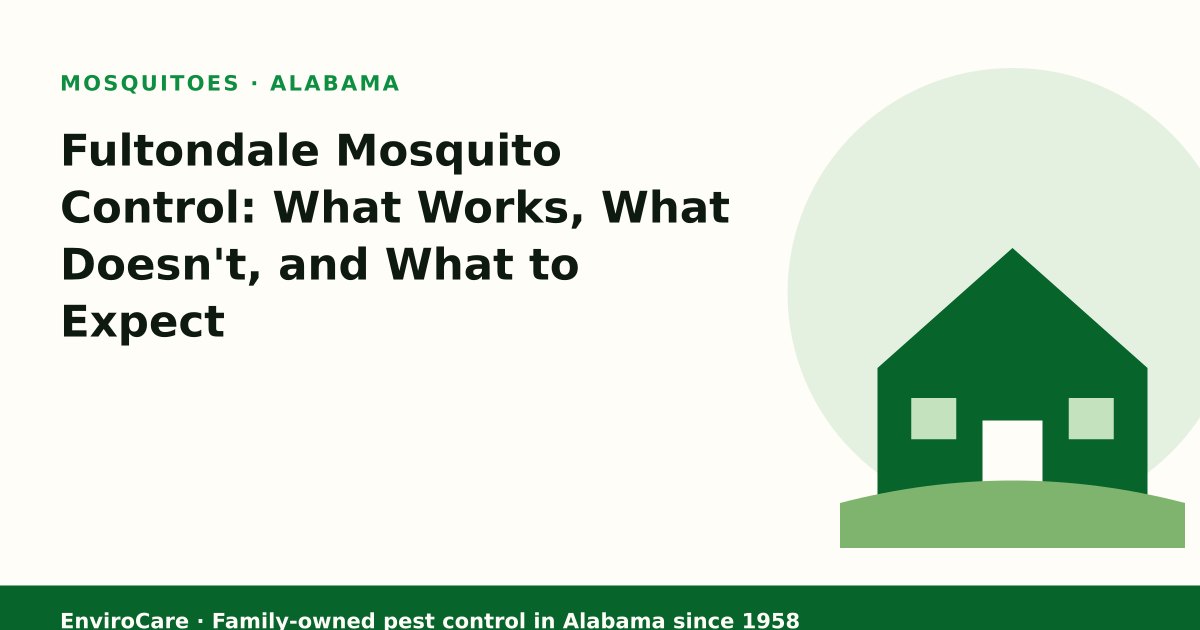 MOSQUITOES · ALABAMA
Fultondale Mosquito
Control: What Works, What
Doesn't, and What to
Expect
EnviroCare · Family-owned pest control in Alabama since 1958